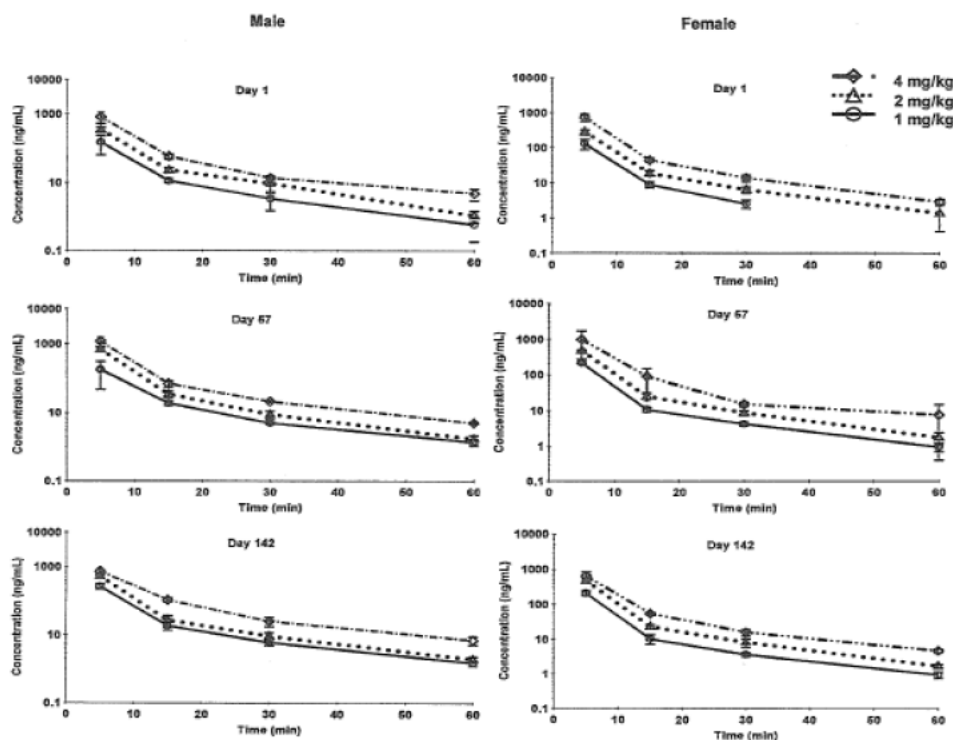 Male
Female
Day 1
Concentration (ng/mL)
10000
1000
10
0.1
0 10 20 30 40 50 60
Time (min)
Day 1
Concentration (ng/mL)
10000
1000
100
10
1
0.1
0 10 20 30 40 50 60
Time (min)
4 mg/kg
2 mg/kg
1 mg/kg
Day 57
Concentration (ng/mL)
10000
1000
10
0.1
0 10 20 30 40 50 60
Time (min)
Day 57
Concentration (ng/mL)
10000
1000
100
10
1
0.1
0 10 20 30 40 50 60
Time (min)
Day 142
Concentration (ng/mL)
10000
1000
10
0.1
0 10 20 30 40 50 60
Time (min)
Day 142
Concentration (ng/mL)
10000
1000
100
10
1
0.1
0 10 20 30 40 50 60
Time (min)